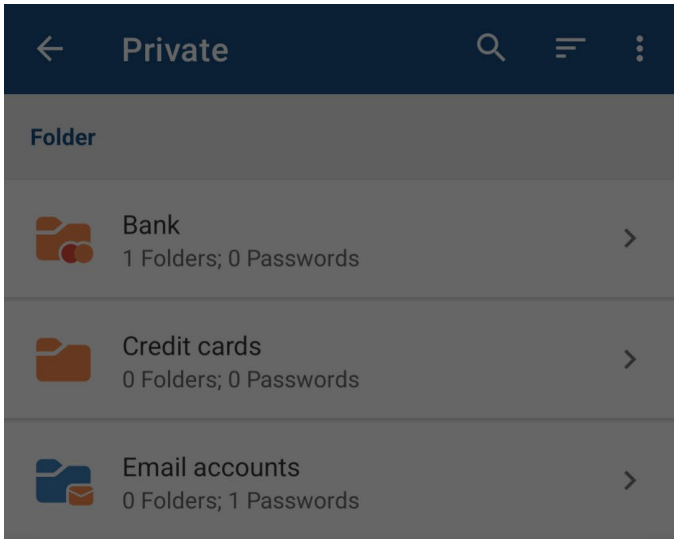 Private
Folder
Bank
1 Folders; 0 Passwords
Credit cards
0 Folders; 0 Passwords
Email accounts
0 Folders; 1 Passwords